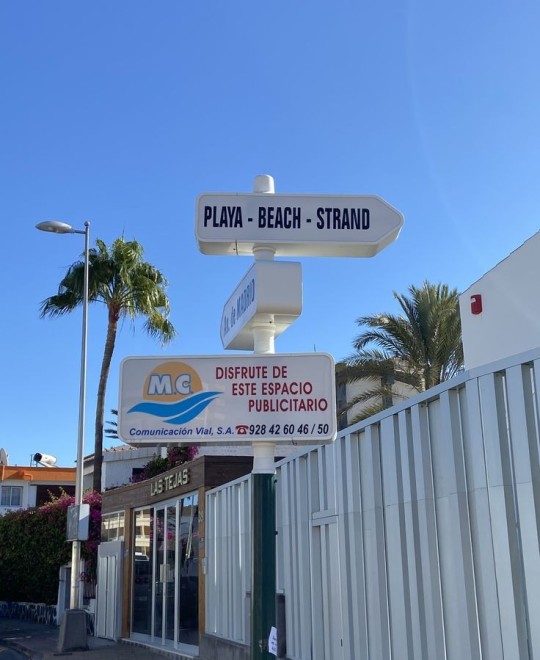 PLAYA - BEACH - STRAND
Av. de MADRID
M.C
DISFRUTE DE
ESTE ESPACIO
PUBLICITARIO
Comunicación Vial, S.A. ☎928 42 60 46 / 50
LAS TEJAS